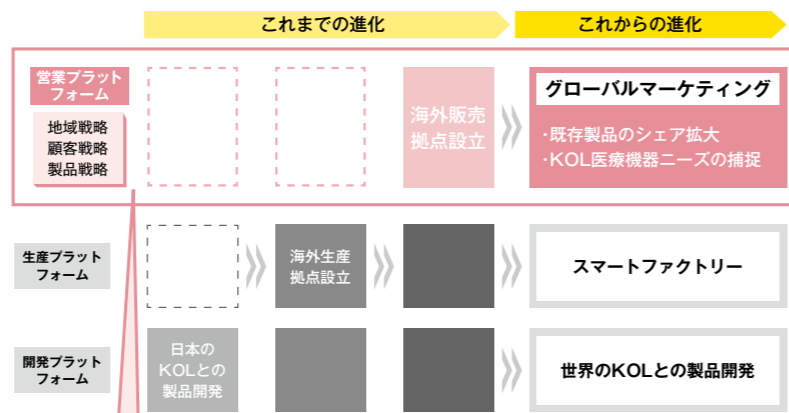 これまでの進化
これからの進化
営業プラット
フォーム
地域戦略
顧客戦略
製品戦略
海外販売
拠点設立
グローバルマーケティング
・既存製品のシェア拡大
・KOL医療機器ニーズの捕捉
生産プラット
フォーム
海外生産
拠点設立
スマートファクトリー
開発プラット
フォーム
日本の
KOLとの
製品開発
世界のKOLとの製品開発